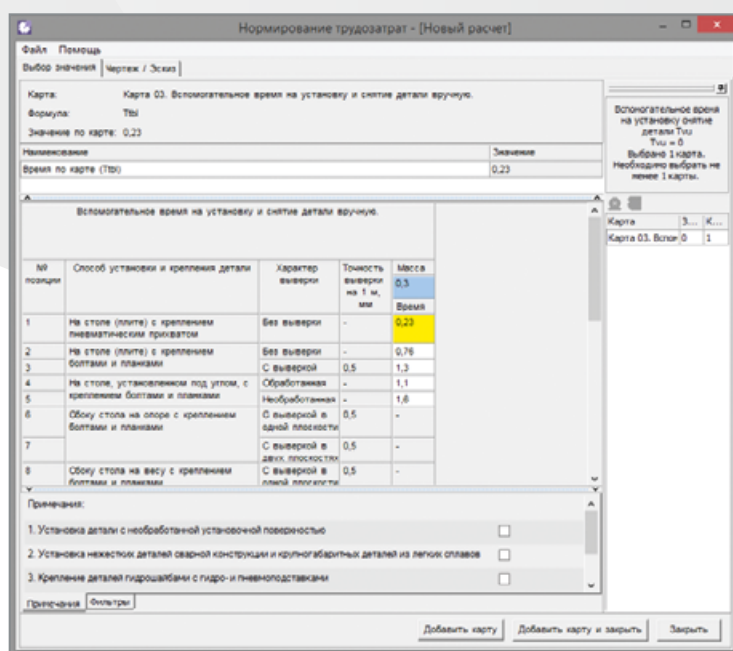 Нормирование трудозатрат - [Новый расчет]
Файл Помощь
Выбор значения Чертеж / Эскиз
Карта: Карта 03. Вспомогательное время на установку и снятие детали вручную.
Формула: Ttbl
Значение по карте: 0,23
Наименование Значение
Время по карте (Ttbl) 0,23
Вспомогательное время на установку и снятие детали вручную.
№ позиции Способ установки и крепления детали Характер выверки Точность выверки на 1 м, мм Масса
0,3
Время
1 На столе (плите) с креплением пневматическим прихватом Без выверки - 0,23
2 На столе (плите) с креплением болтами и планками Без выверки - 0,76
3 С выверкой 0,5 1,3
4 На столе, установленном под углом, с креплением болтами и планками Обработанная - 1,1
5 Необработанная - 1,6
6 Сбоку стола на опоре с креплением болтами и планками С выверкой в одной плоскости 0,5 -
7 С выверкой в двух плоскостях 0,5 -
8 Сбоку стола на весу с креплением болтами и планками С выверкой в одной плоскости 0,5 -
Примечания:
1. Установка детали с необработанной установочной поверхностью
2. Установка нежестких деталей сварной конструкции и крупногабаритных деталей из легких сплавов
3. Крепление деталей гидрошайбами с гидро- и пневмоподставками
Примечания Фильтры
Вспомогательное время
на установку снятие
детали Tvu
Tvu = 0
Выбрано 1 карта.
Необходимо выбрать не
менее 1 карты.
Карта З... К...
Карта 03. Вспом 0 1
Добавить карту Добавить карту и закрыть Закрыть